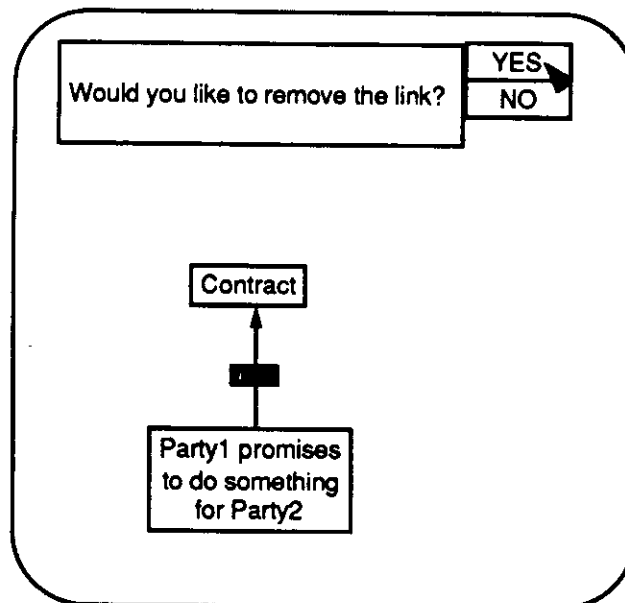 Would you like to remove the link?
YES
NO
Contract
Party1 promises
to do something
for Party2